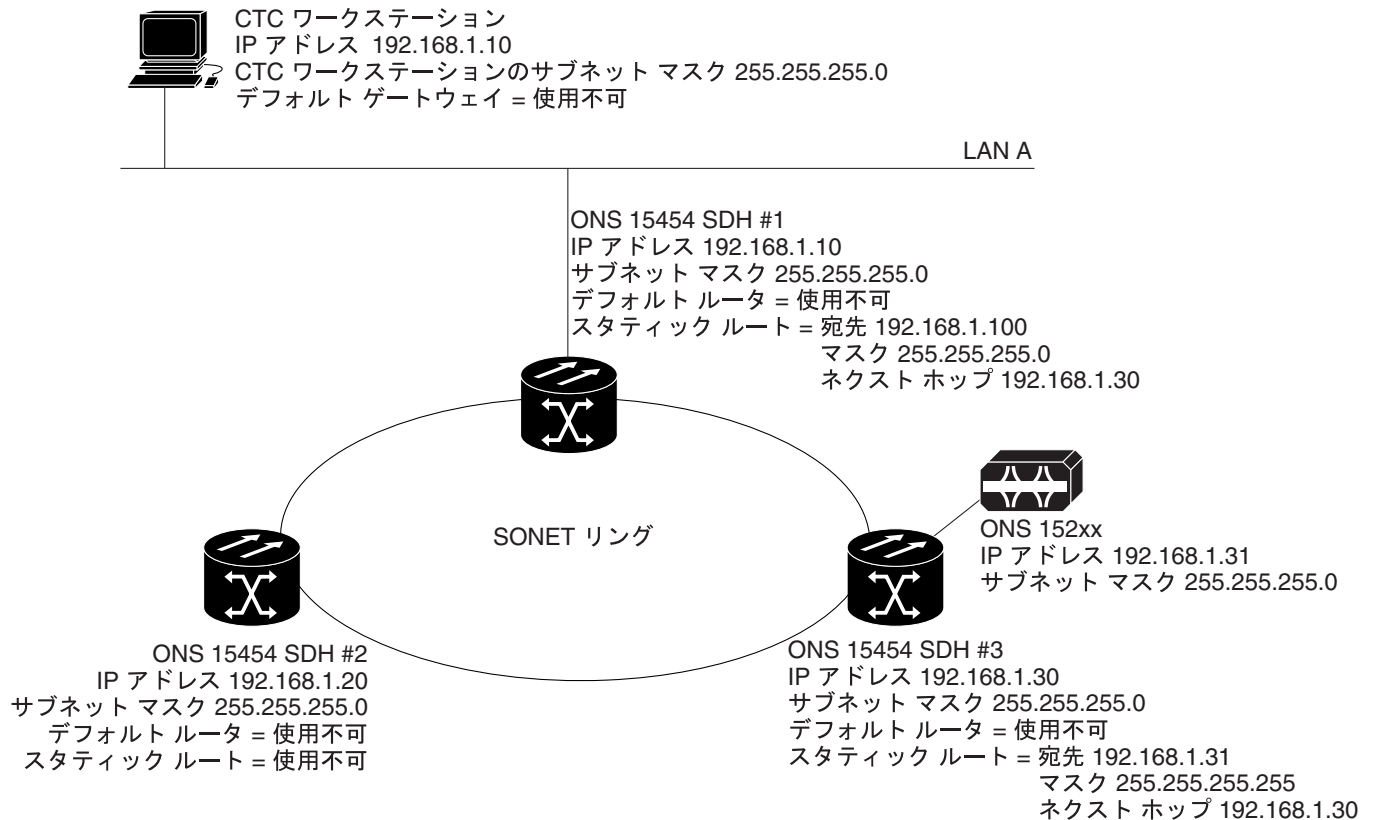 CTC ワークステーション
IP アドレス 192.168.1.10
CTC ワークステーションのサブネット マスク 255.255.255.0
デフォルト ゲートウェイ = 使用不可
LAN A
ONS 15454 SDH #1
IP アドレス 192.168.1.10
サブネット マスク 255.255.255.0
デフォルト ルータ = 使用不可
スタティック ルート = 宛先 192.168.1.100
マスク 255.255.255.0
ネクスト ホップ 192.168.1.30
SONET リング
ONS 152xx
IP アドレス 192.168.1.31
サブネット マスク 255.255.255.0
ONS 15454 SDH #2
IP アドレス 192.168.1.20
サブネット マスク 255.255.255.0
デフォルト ルータ = 使用不可
スタティック ルート = 使用不可
ONS 15454 SDH #3
IP アドレス 192.168.1.30
サブネット マスク 255.255.255.0
デフォルト ルータ = 使用不可
スタティック ルート = 宛先 192.168.1.31
マスク 255.255.255.255
ネクスト ホップ 192.168.1.30